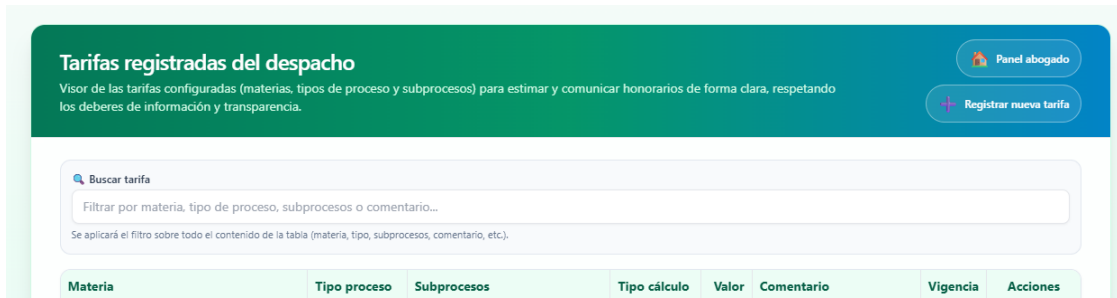 Tarifas registradas del despacho
Panel abogado
Visor de las tarifas configuradas (materias, tipos de proceso y subprocesos) para estimar y comunicar honorarios de forma clara, respetando
los deberes de información y transparencia.
Registrar nueva tarifa
Buscar tarifa
Filtrar por materia, tipo de proceso, subprocesos o comentario...
Se aplicará el filtro sobre todo el contenido de la tabla (materia, tipo, subprocesos, comentario, etc.).
Materia Tipo proceso Subprocesos Tipo cálculo Valor Comentario Vigencia Acciones